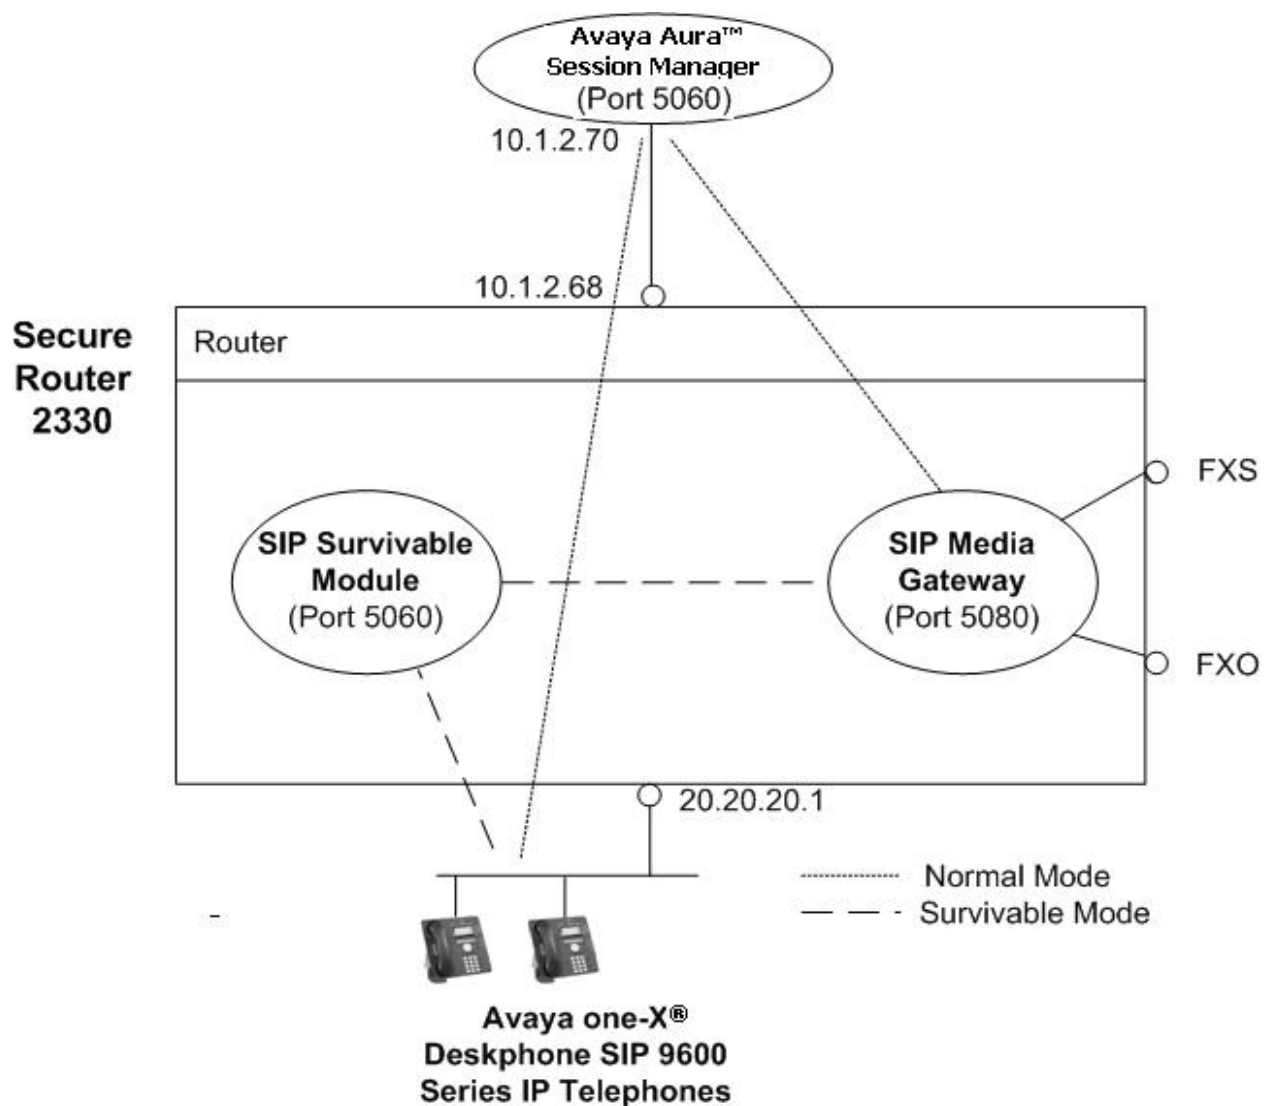 Avaya Aura™
Session Manager
(Port 5060)
10.1.2.70
10.1.2.68
Secure
Router
2330
Router
FXS
SIP Survivable
Module
(Port 5060)
SIP Media
Gateway
(Port 5080)
FXO
20.20.20.1
Normal Mode
Survivable Mode
Avaya one-X®
Deskphone SIP 9600
Series IP Telephones